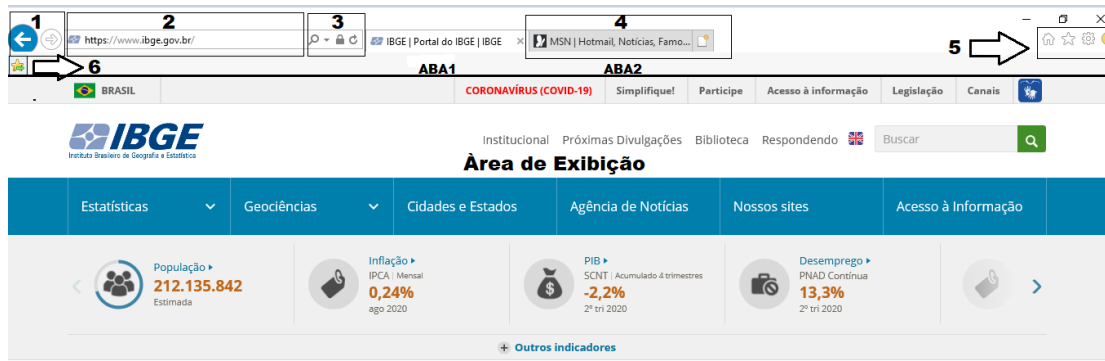 1 2 3 4
https://www.ibge.gov.br/ IBGE | Portal do IBGE | IBGE MSN | Hotmail, Notícias, Famo...
5
6 ABA1 ABA2
BRASIL CORONAVÍRUS (COVID-19) Simplifique! Participe Acesso à informação Legislação Canais
IBGE
Instituto Brasileiro de Geografia e Estatística
Institucional Próximas Divulgações Biblioteca Respondendo Buscar
Àrea de Exibição
Estatísticas Geociências Cidades e Estados Agência de Notícias Nossos sites Acesso à Informação
População Inflação PIB Desemprego
212.135.842 IPCA | Mensal SCNT | Acumulado 4 trimestres PNAD Contínua
Estimada 0,24% -2,2% 13,3%
ago 2020 2º tri 2020 2º tri 2020
+ Outros indicadores